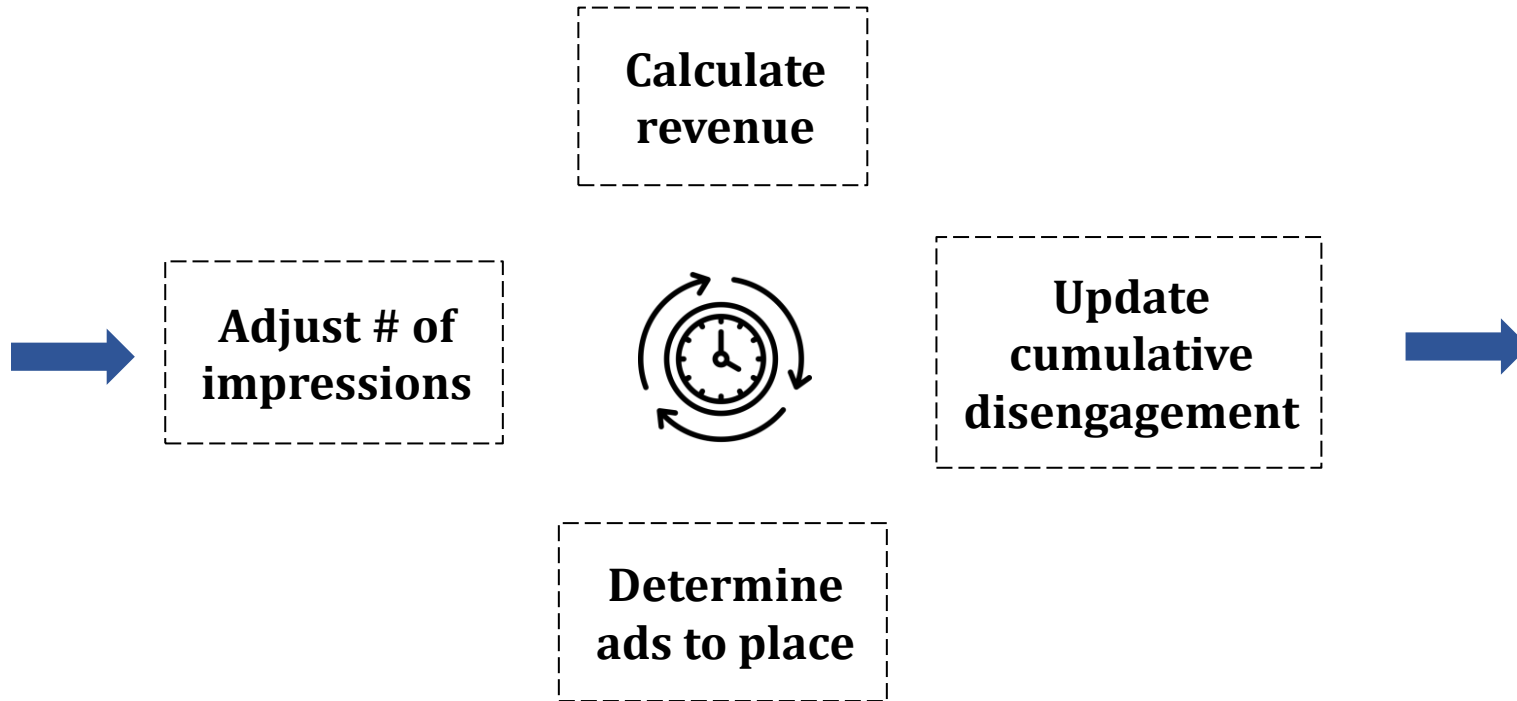 Calculate
revenue
Adjust # of
impressions
Update
cumulative
disengagement
Determine
ads to place